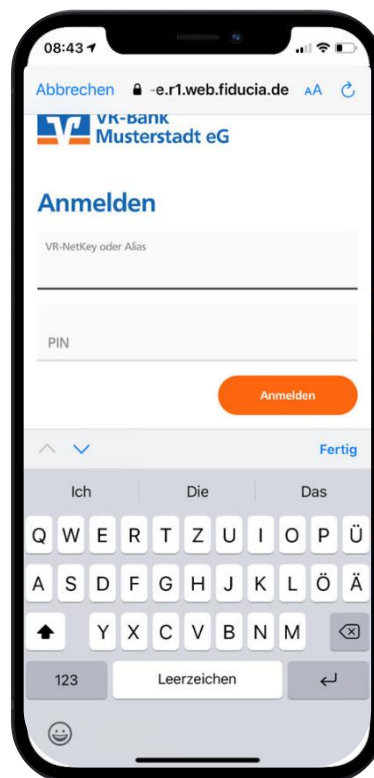 08:43
Abbrechen -e.r1.web.fiducia.de AA
VR-Bank
Musterstadt eG
Anmelden
VR-NetKey oder Alias
PIN
Anmelden
Fertig
Ich Die Das
Q W E R T Z U I O P Ü
A S D F G H J K L Ö Ä
Y X C V B N M
123 Leerzeichen